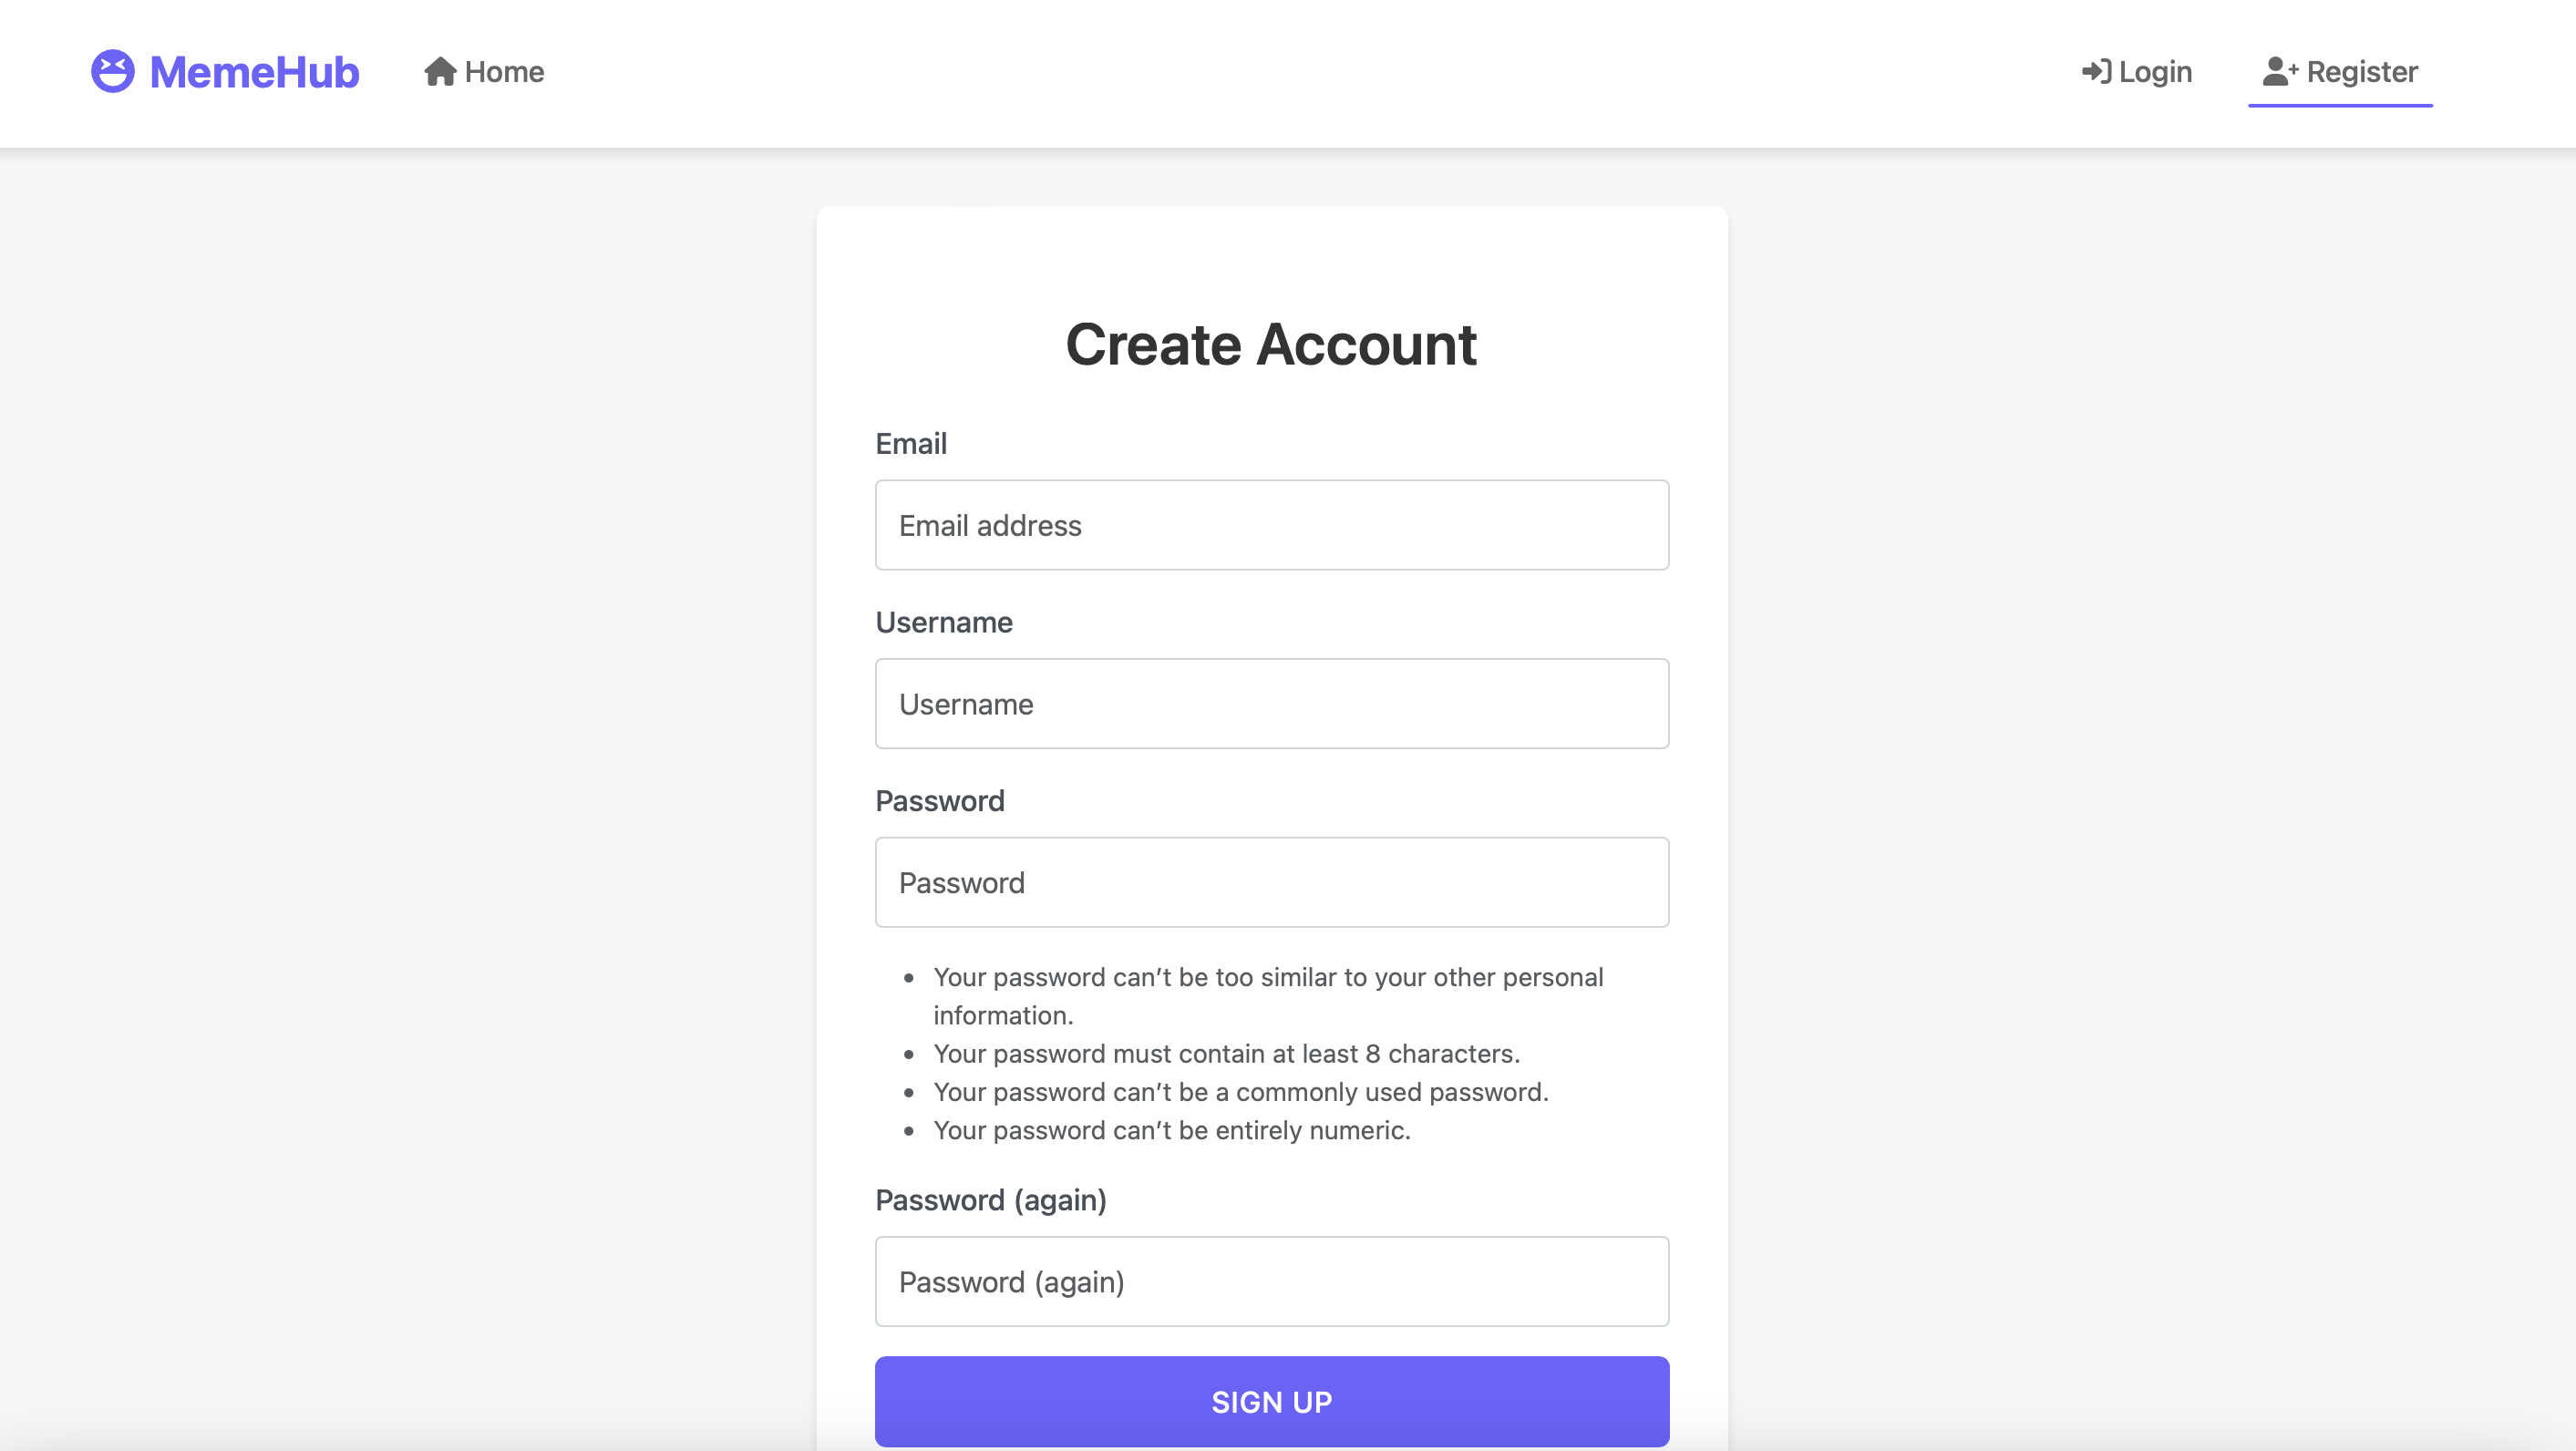 MemeHub
Home
Login
Register
Create Account
Email
Email address
Username
Username
Password
Password
Your password can’t be too similar to your other personal
information.
Your password must contain at least 8 characters.
Your password can’t be a commonly used password.
Your password can’t be entirely numeric.
Password (again)
Password (again)
SIGN UP